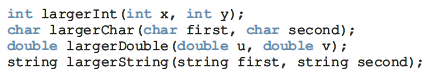 int largerInt(int x, int y);
char largerChar(char first, char second);
double largerDouble(double u, double v);
string largerString(string first, string second);